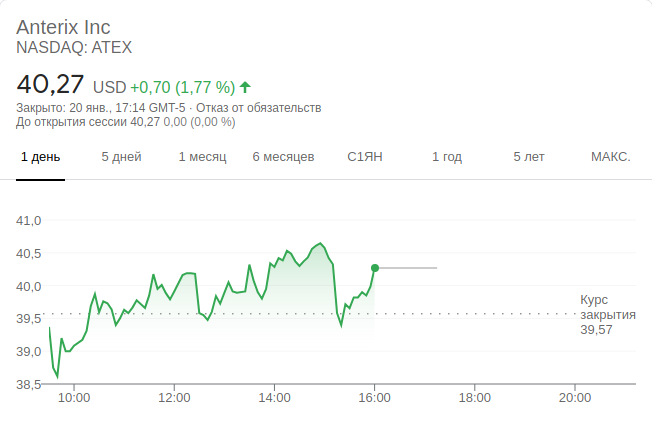 Anterix Inc
NASDAQ: ATEX
40,27 USD +0,70 (1,77 %)
Закрыто: 20 янв., 17:14 GMT-5 · Отказ от обязательств
До открытия сессии 40,27 0,00 (0,00 %)
1 день 5 дней 1 месяц 6 месяцев С1ЯН 1 год 5 лет МАКС.
41,0
40,5
40,0
39,5
39,0
38,5
Курс
закрытия
39,57
10:00 12:00 14:00 16:00 18:00 20:00